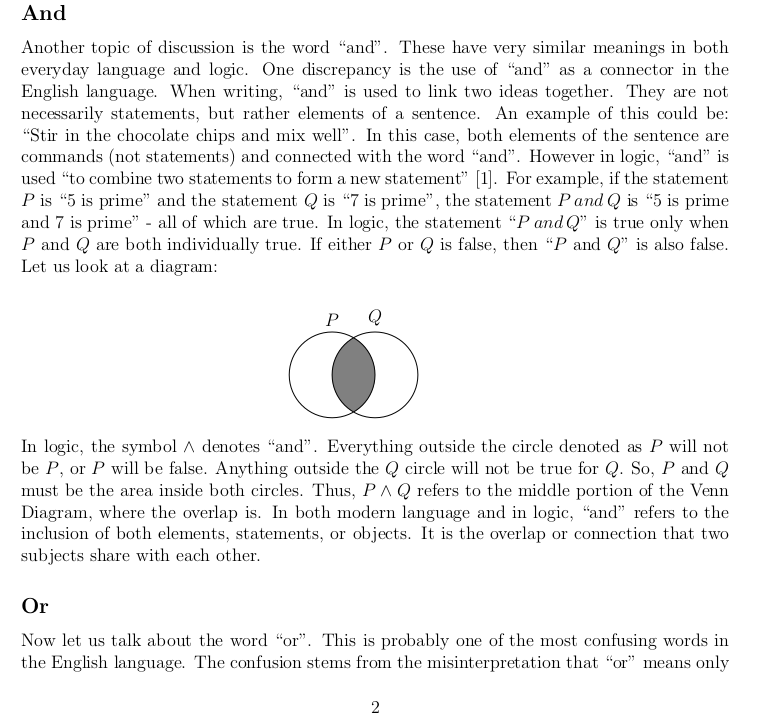 And
Another topic of discussion is the word “and”. These have very similar meanings in both
everyday language and logic. One discrepancy is the use of “and” as a connector in the
English language. When writing, “and” is used to link two ideas together. They are not
necessarily statements, but rather elements of a sentence. An example of this could be:
“Stir in the chocolate chips and mix well”. In this case, both elements of the sentence are
commands (not statements) and connected with the word “and”. However in logic, “and” is
used “to combine two statements to form a new statement” [1]. For example, if the statement
P is “5 is prime” and the statement Q is “7 is prime”, the statement P and Q is “5 is prime
and 7 is prime” - all of which are true. In logic, the statement “P and Q” is true only when
P and Q are both individually true. If either P or Q is false, then “P and Q” is also false.
Let us look at a diagram:
P Q
In logic, the symbol ∧ denotes “and”. Everything outside the circle denoted as P will not
be P, or P will be false. Anything outside the Q circle will not be true for Q. So, P and Q
must be the area inside both circles. Thus, P ∧ Q refers to the middle portion of the Venn
Diagram, where the overlap is. In both modern language and in logic, “and” refers to the
inclusion of both elements, statements, or objects. It is the overlap or connection that two
subjects share with each other.
Or
Now let us talk about the word “or”. This is probably one of the most confusing words in
the English language. The confusion stems from the misinterpretation that “or” means only
2